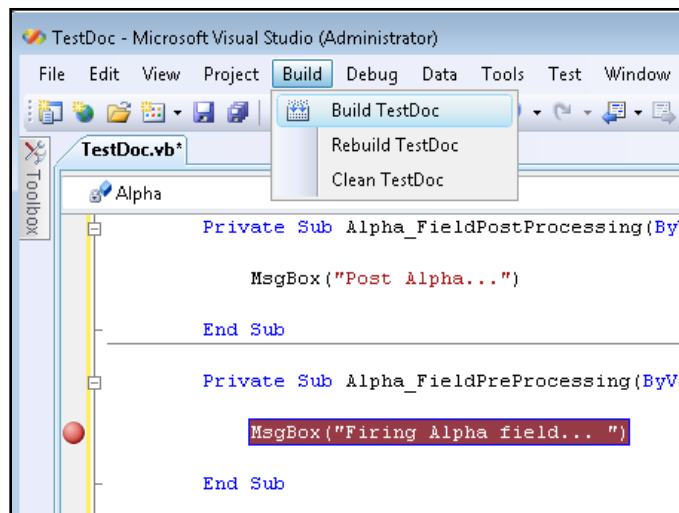 TestDoc - Microsoft Visual Studio (Administrator)
File Edit View Project Build Debug Data Tools Test Window
Build TestDoc
Rebuild TestDoc
Clean TestDoc
TestDoc.vb*
Toolbox
Alpha
Private Sub Alpha_FieldPostProcessing(ByV
MsgBox("Post Alpha...")
End Sub
Private Sub Alpha_FieldPreProcessing(ByV
MsgBox("Firing Alpha field... ")
End Sub